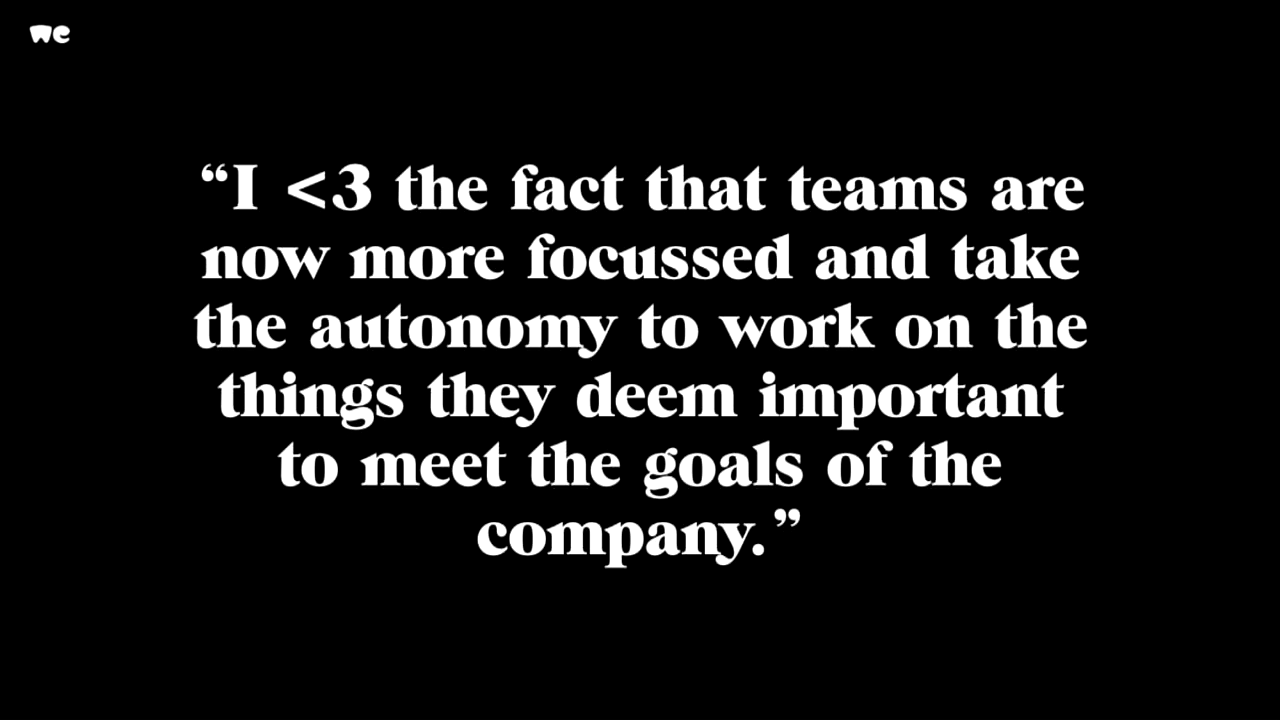 we
“I <3 the fact that teams are
now more focussed and take
the autonomy to work on the
things they deem important
to meet the goals of the
company.”